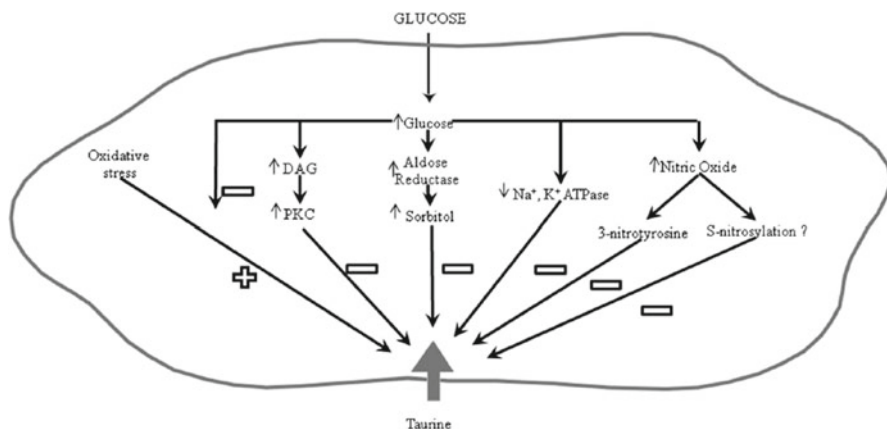 GLUCOSE
↑Glucose
Oxidative
stress
↑DAG
↑PKC
↑Aldose
Reductase
↑Sorbitol
↓Na⁺, K⁺ ATPase
↑Nitric Oxide
3-nitrotyrosine
S-nitrosylation ?
Taurine